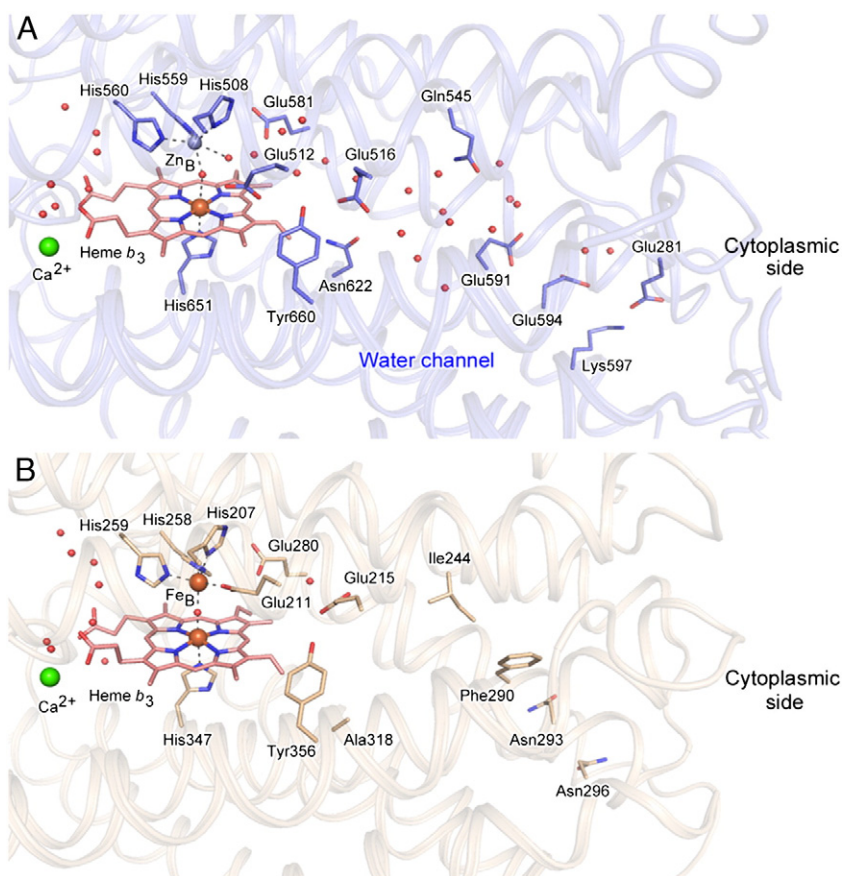 A
His559
His508
His560
Glu581
Gln545
Zn_B
Glu512
Glu516
Glu281
Cytoplasmic
side
Ca2+
Heme b3
His651
Asn622
Glu591
Tyr660
Glu594
Water channel
Lys597
B
His258
His207
His259
Glu280
Ile244
Fe_B
Glu211
Glu215
Cytoplasmic
side
Phe290
Ca2+
Heme b3
His347
Tyr356
Ala318
Asn293
Asn296